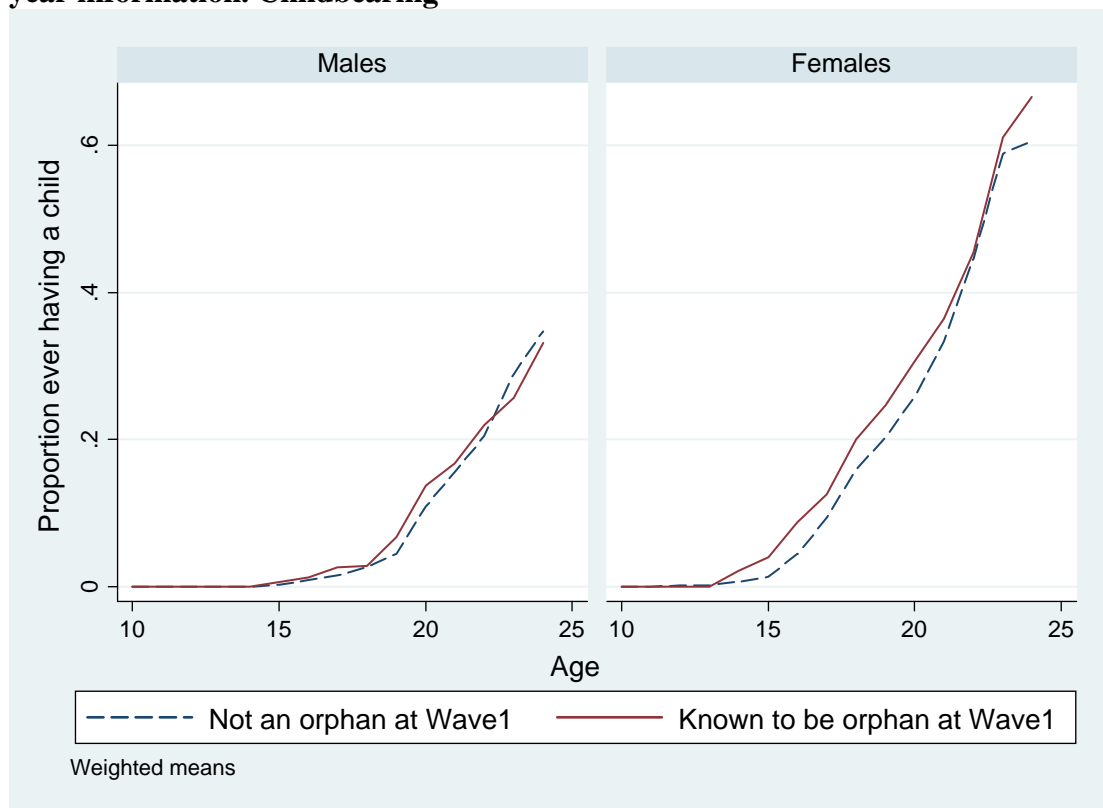 year information. Childbearing
Males
Females
Proportion ever having a child
0
.2
.4
.6
10
15
20
25
10
15
20
25
Age
Not an orphan at Wave1
Known to be orphan at Wave1
Weighted means